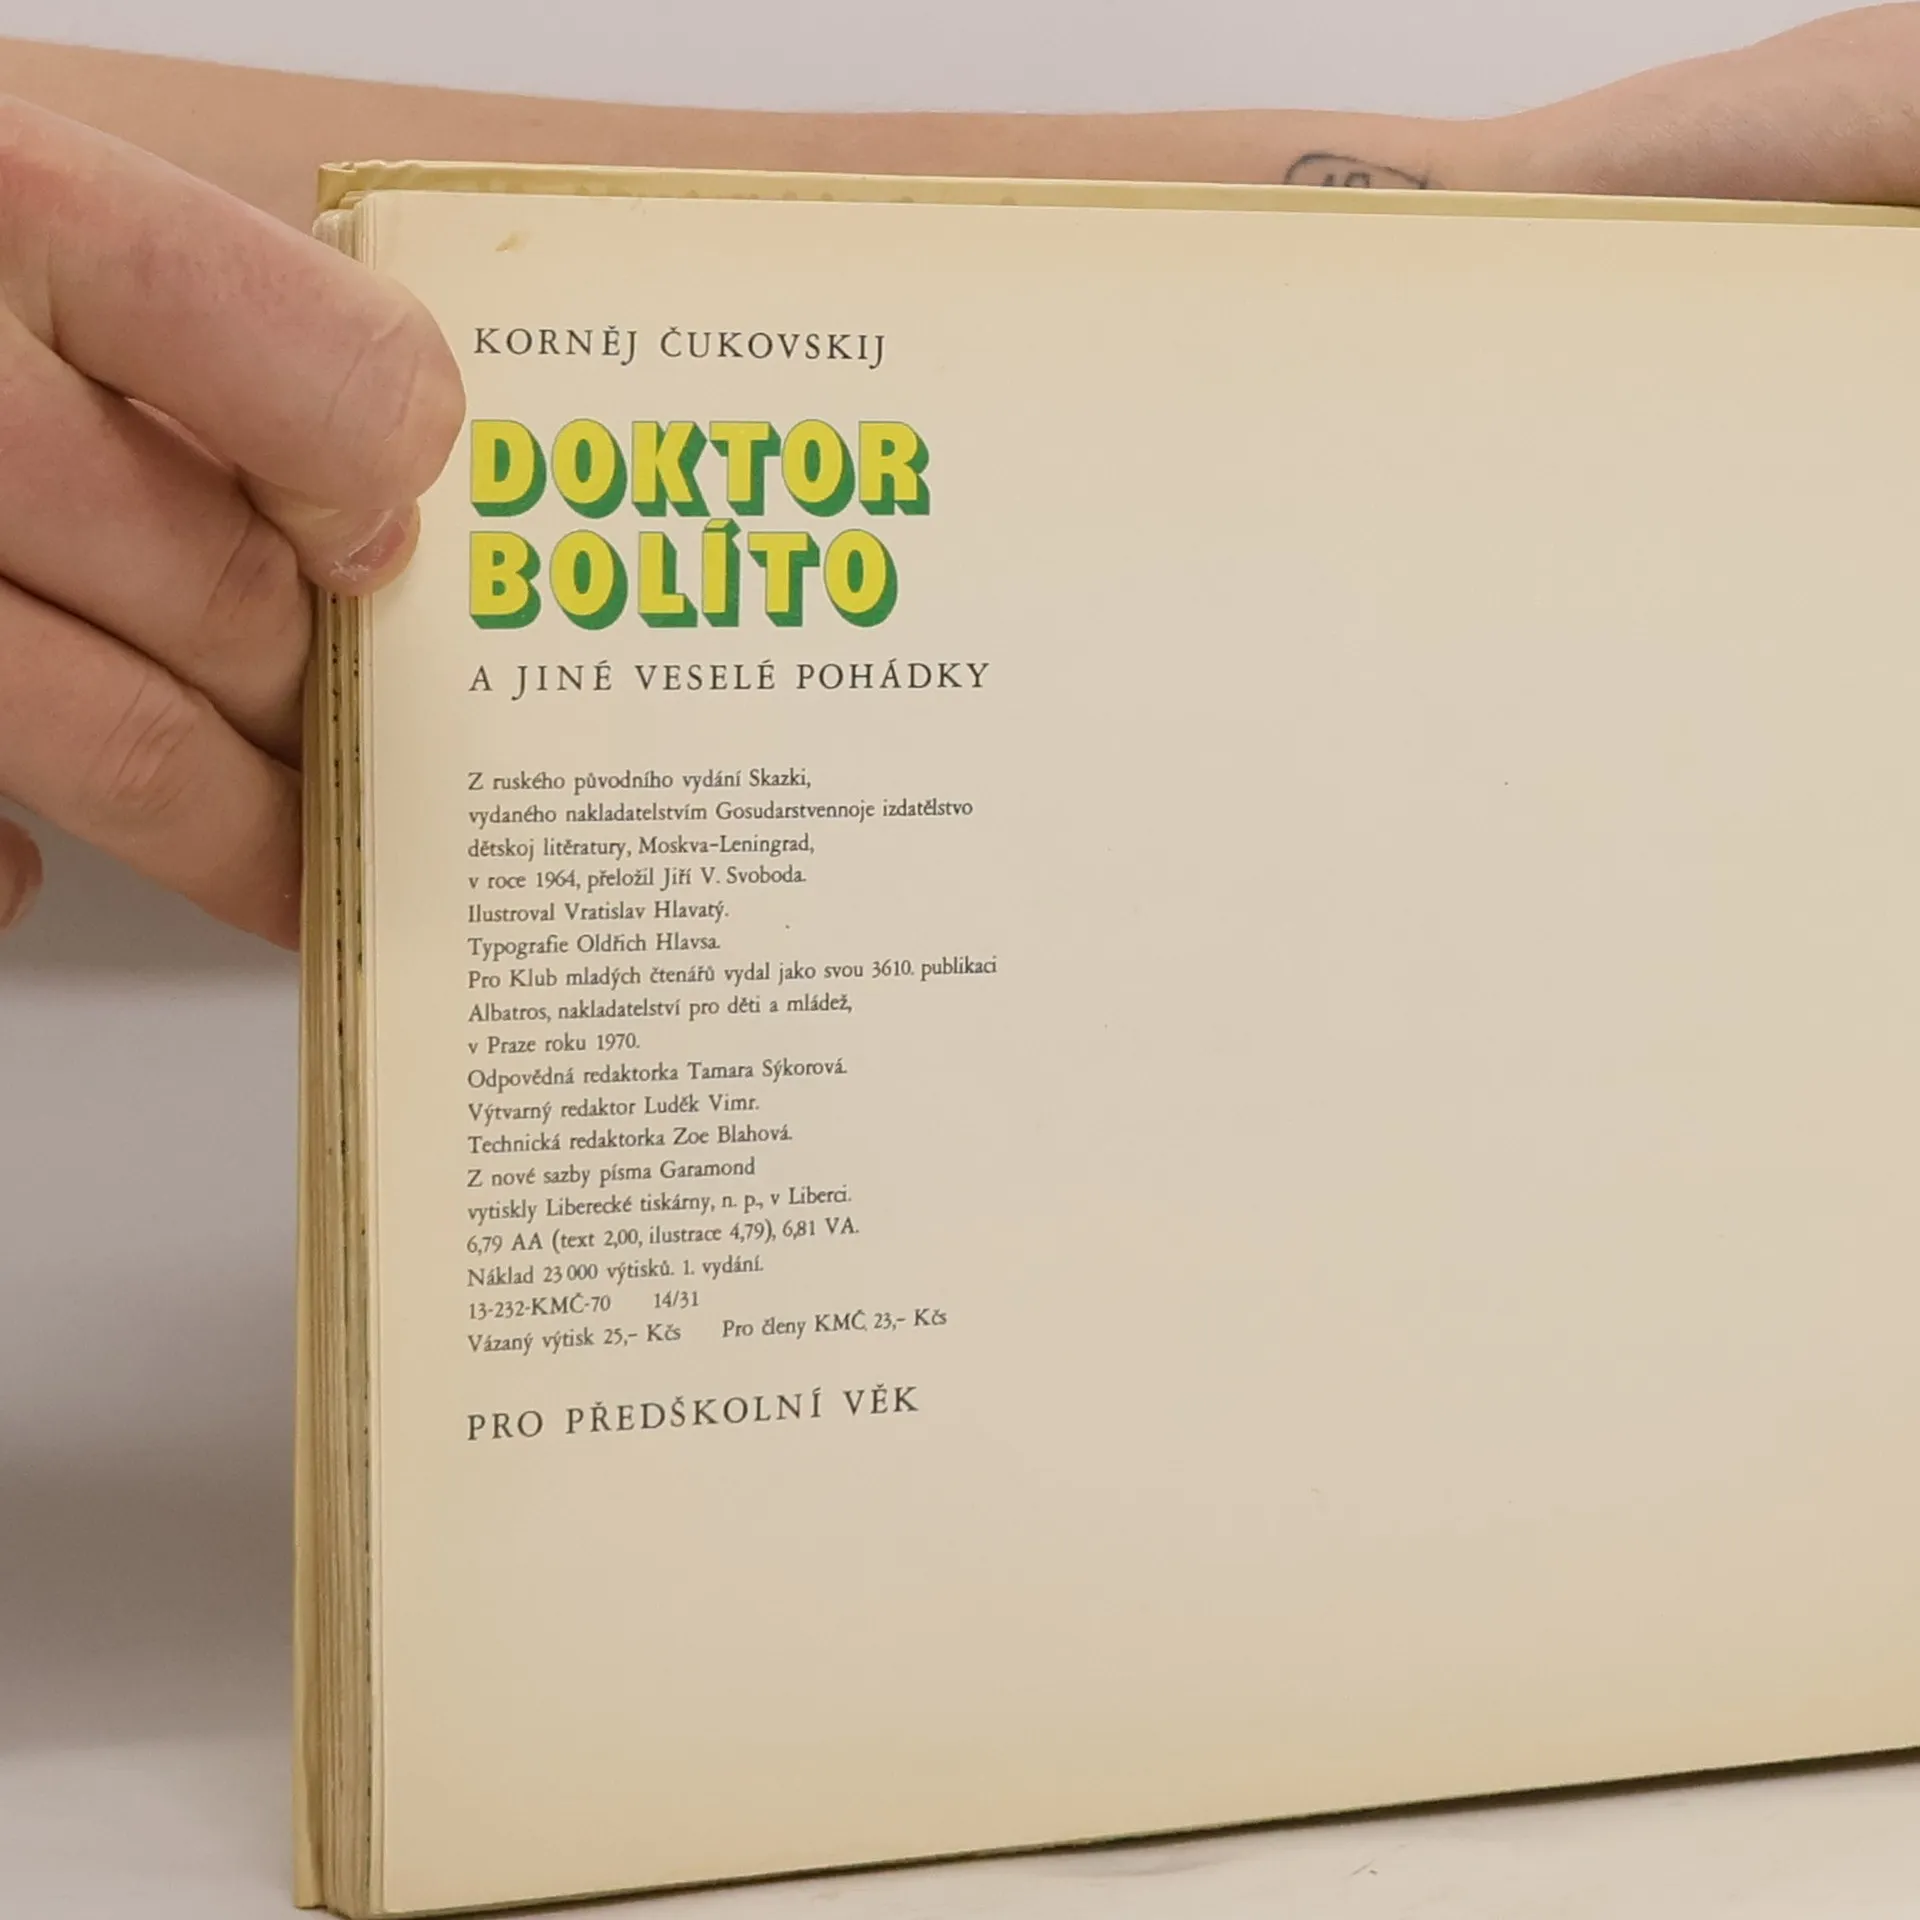 KORNĚJ ČUKOVSKIJ
DOKTOR
BOLÍTO
A JINÉ VESELÉ POHÁDKY
Z ruského původního vydání Skazki,
vydaného nakladatelstvím Gosudarstvennoje izdatělstvo
dětskoj litěratury, Moskva-Leningrad,
v roce 1964, přeložil Jiří V. Svoboda.
Ilustroval Vratislav Hlavatý.
Typografie Oldřich Hlavsa.
Pro Klub mladých čtenářů vydal jako svou 3610. publikaci
Albatros, nakladatelství pro děti a mládež,
v Praze roku 1970.
Odpovědná redaktorka Tamara Sýkorová.
Výtvarný redaktor Luděk Vimr.
Technická redaktorka Zoe Blahová.
Z nové sazby písma Garamond
vytiskly Liberecké tiskárny, n. p., v Liberci.
6,79 AA (text 2,00, ilustrace 4,79), 6,81 VA.
Náklad 23 000 výtisků. 1. vydání.
13-232-KMČ-70 14/31
Vázaný výtisk 25,- Kčs Pro členy KMČ 23,- Kčs
PRO PŘEDŠKOLNÍ VĚK